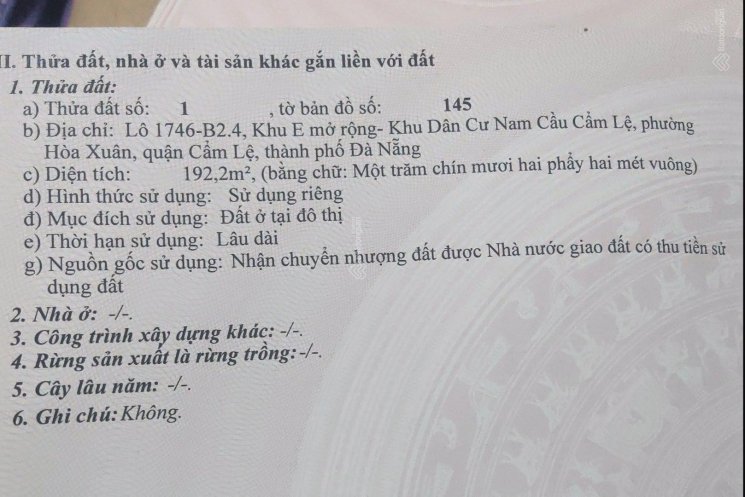 II. Thửa đất, nhà ở và tài sản khác gắn liền với đất
1. Thửa đất:
a) Thửa đất số: 1 , tờ bản đồ số: 145
b) Địa chỉ: Lô 1746-B2.4, Khu E mở rộng- Khu Dân Cư Nam Cầu Cẩm Lệ, phường
Hòa Xuân, quận Cẩm Lệ, thành phố Đà Nẵng
c) Diện tích: 192,2m², (bằng chữ: Một trăm chín mươi hai phẩy hai mét vuông)
d) Hình thức sử dụng: Sử dụng riêng
đ) Mục đích sử dụng: Đất ở tại đô thị
e) Thời hạn sử dụng: Lâu dài
g) Nguồn gốc sử dụng: Nhận chuyển nhượng đất được Nhà nước giao đất có thu tiền sử
dụng đất
2. Nhà ở: -/-.
3. Công trình xây dựng khác: -/-.
4. Rừng sản xuất là rừng trồng: -/-.
5. Cây lâu năm: -/-.
6. Ghi chú: Không.